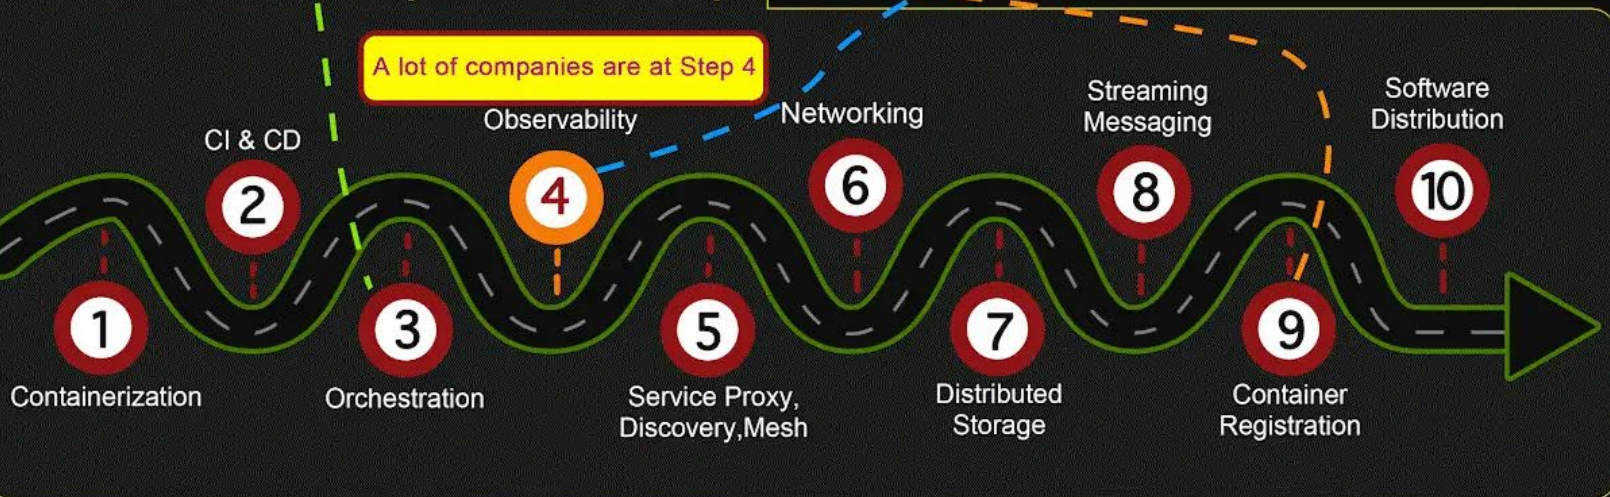 A lot of companies are at Step 4
1
Containerization
CI & CD
2
3
Orchestration
Observability
4
5
Service Proxy,
Discovery,Mesh
Networking
6
7
Distributed
Storage
Streaming
Messaging
8
9
Container
Registration
Software
Distribution
10